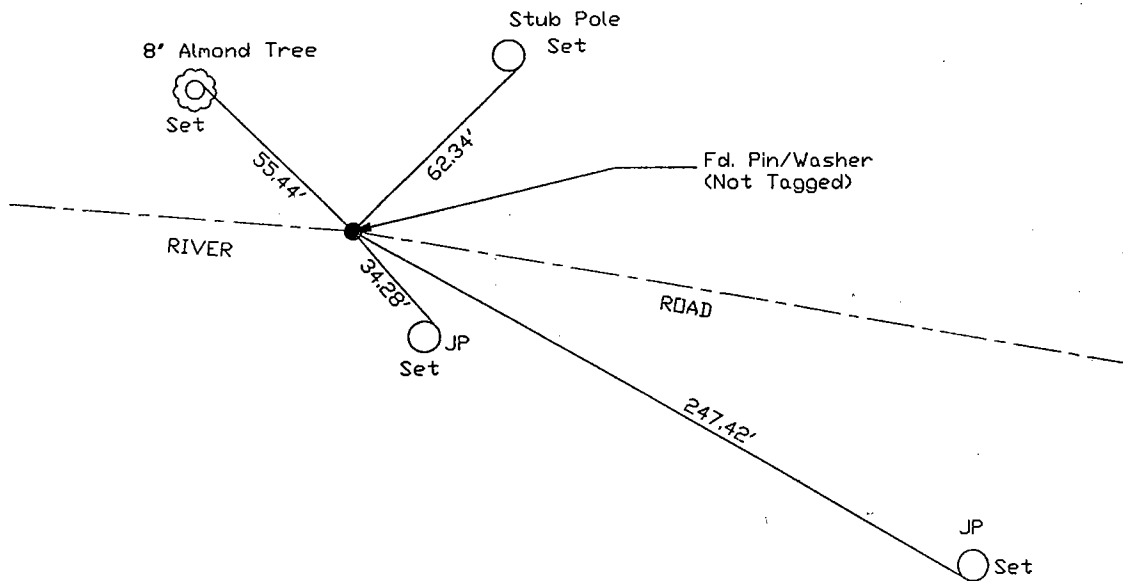 Stub Pole
Set
8' Almond Tree
Set
55.44'
62.34'
Fd. Pin/Washer
(Not Tagged)
RIVER
34.28'
ROAD
JP
Set
247.42'
JP
Set